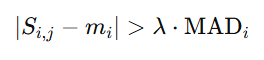 |S_{i,j} − m_i| > λ · MAD_i